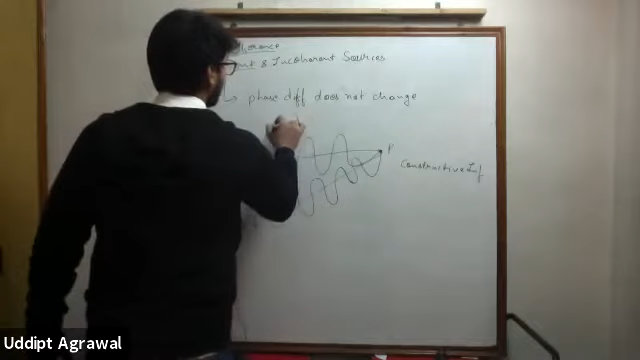 & Incoherent Sources
↳ phase diff does not change
P
Constructive Inf
Uddipt Agrawal